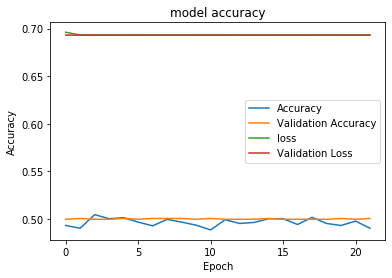 model accuracy
0.70
0.65
0.60
0.55
0.50
Accuracy
Accuracy
Validation Accuracy
loss
Validation Loss
0 5 10 15 20
Epoch